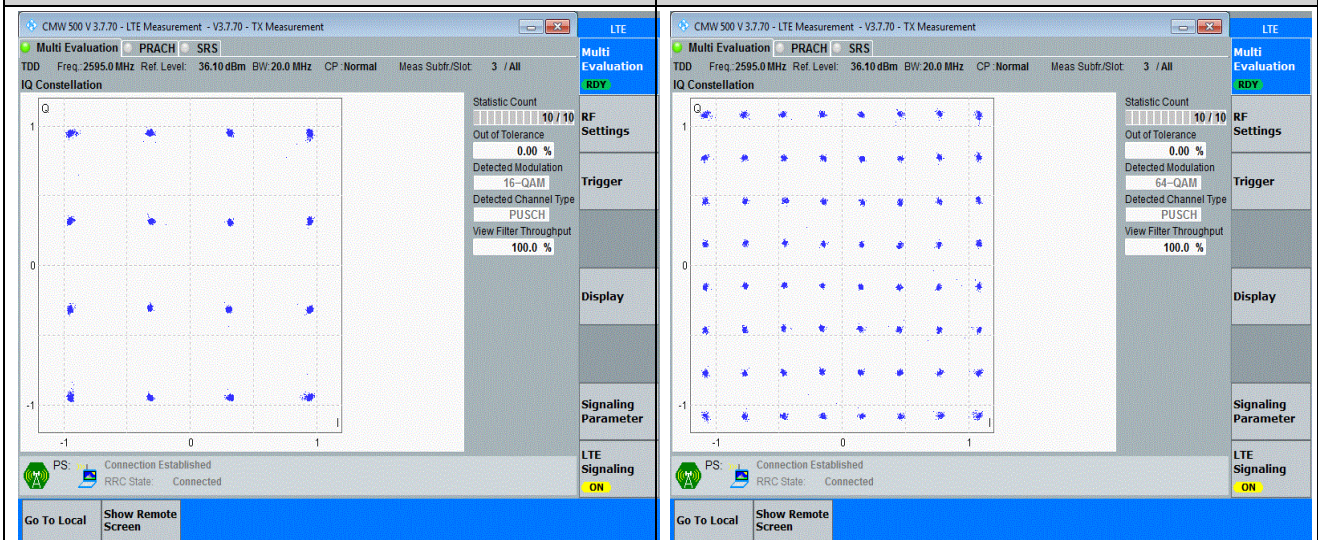 CMW 500 V 3.7.70 - LTE Measurement - V3.7.70 - TX Measurement
LTE
Multi Evaluation PRACH SRS
TDD Freq.: 2595.0 MHz Ref. Level: 36.10 dBm BW: 20.0 MHz CP : Normal Meas Subfr./Slot: 3 / All
IQ Constellation
Q
1
0
-1
-1
0
1
I
Statistic Count
10 / 10
Out of Tolerance
0.00 %
Detected Modulation
16-QAM
Detected Channel Type
PUSCH
View Filter Throughput
100.0 %
Multi
Evaluation
RDY
RF
Settings
Trigger
Display
Signaling
Parameter
LTE
Signaling
ON
PS: Connection Established
RRC State: Connected
Go To Local
Show Remote
Screen
CMW 500 V 3.7.70 - LTE Measurement - V3.7.70 - TX Measurement
LTE
Multi Evaluation PRACH SRS
TDD Freq.: 2595.0 MHz Ref. Level: 36.10 dBm BW: 20.0 MHz CP : Normal Meas Subfr./Slot: 3 / All
IQ Constellation
Q
1
0
-1
-1
0
1
I
Statistic Count
10 / 10
Out of Tolerance
0.00 %
Detected Modulation
64-QAM
Detected Channel Type
PUSCH
View Filter Throughput
100.0 %
Multi
Evaluation
RDY
RF
Settings
Trigger
Display
Signaling
Parameter
LTE
Signaling
ON
PS: Connection Established
RRC State: Connected
Go To Local
Show Remote
Screen